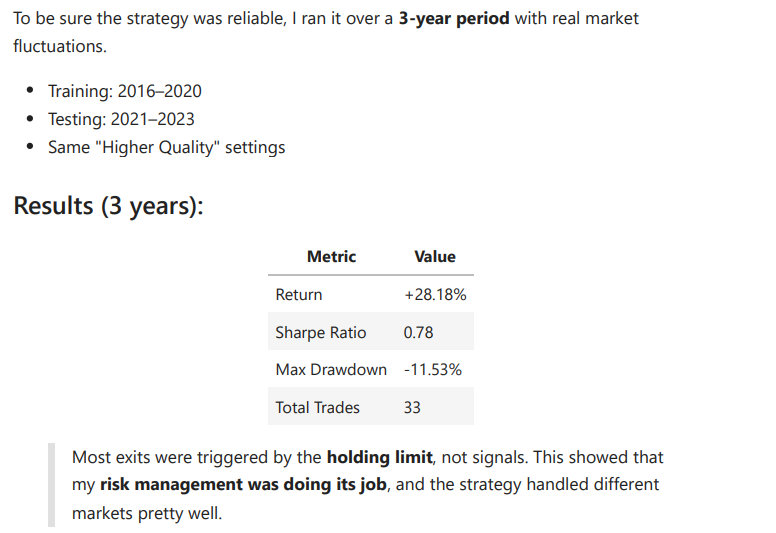 To be sure the strategy was reliable, I ran it over a 3-year period with real market
fluctuations.
• Training: 2016–2020
• Testing: 2021–2023
• Same "Higher Quality" settings
Results (3 years):
Metric Value
Return +28.18%
Sharpe Ratio 0.78
Max Drawdown -11.53%
Total Trades 33
Most exits were triggered by the holding limit, not signals. This showed that
my risk management was doing its job, and the strategy handled different
markets pretty well.